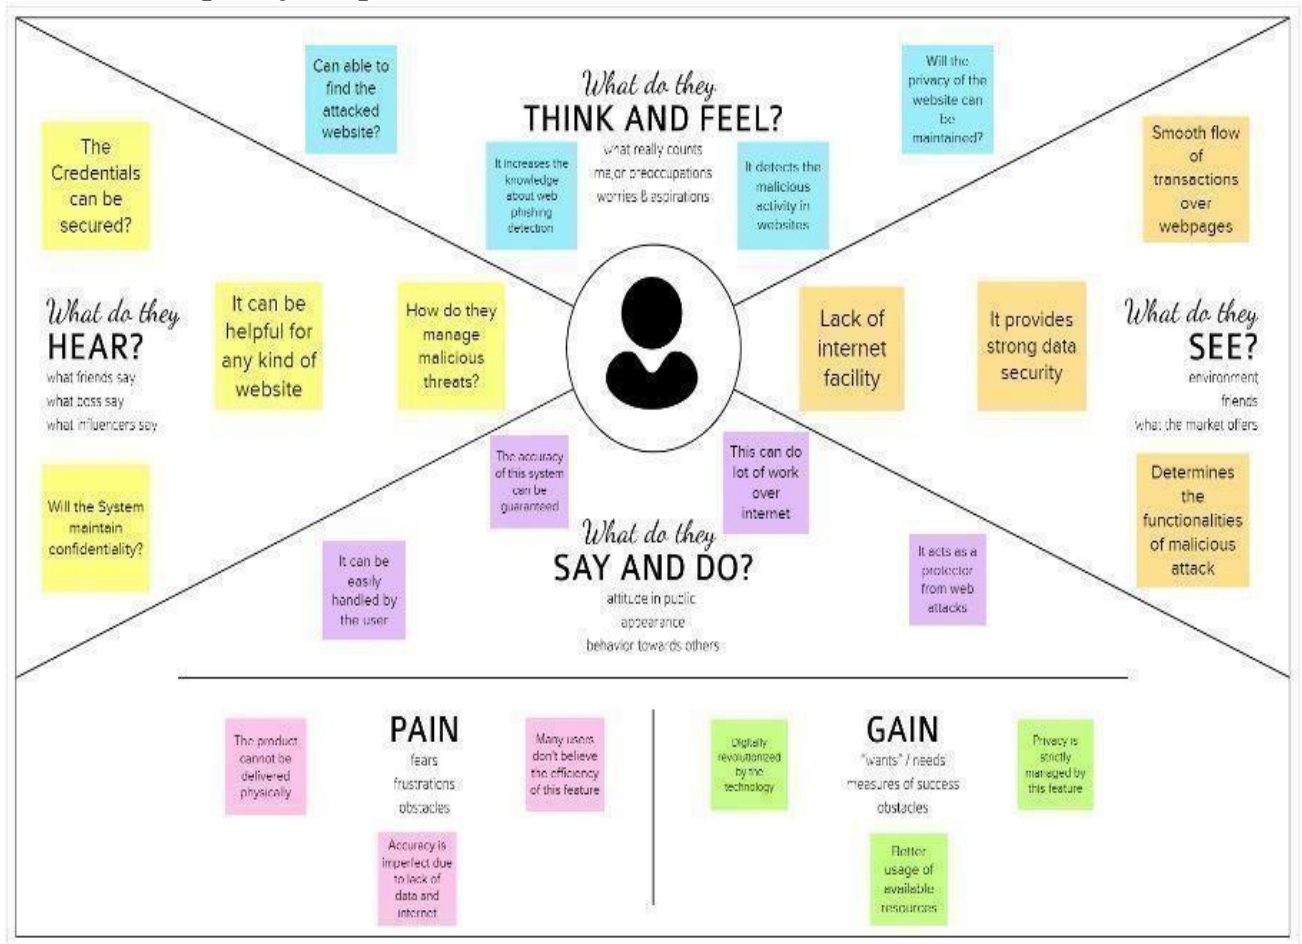 Can able to
find the
attacked
website?
What do they
THINK AND FEEL?
what really counts
major preoccupations
worries & aspirations
It increases the
knowledge
about web
phishing
detection
It detects the
malicious
activity in
websites
Will the
privacy of the
website can
be
maintained?
The
Credentials
can be
secured?
What do they
HEAR?
what friends say
what boss say
what influencers say
It can be
helpful for
any kind of
website
How do they
manage
malicious
threats?
Will the System
maintain
confidentiality?
Smooth flow
of
transactions
over
webpages
Lack of
internet
facility
It provides
strong data
security
What do they
SEE?
environment
friends
what the market offers
Determines
the
functionalities
of malicious
attack
The accuracy
of this system
can be
guaranteed
This can do
lot of work
over
internet
What do they
SAY AND DO?
attitude in public
appearance
behavior towards others
It can be
easily
handled by
the user
It acts as a
protector
from web
attacks
PAIN
fears
frustrations
obstacles
The product
cannot be
delivered
physically
Many users
don't believe
the efficiency
of this feature
Accuracy is
imperfect due
to lack of
data and
internet
GAIN
"wants" / needs
measures of success
obstacles
Digitally
revolutionized
by the
technology
Privacy is
strictly
managed by
this feature
Better
usage of
available
resources